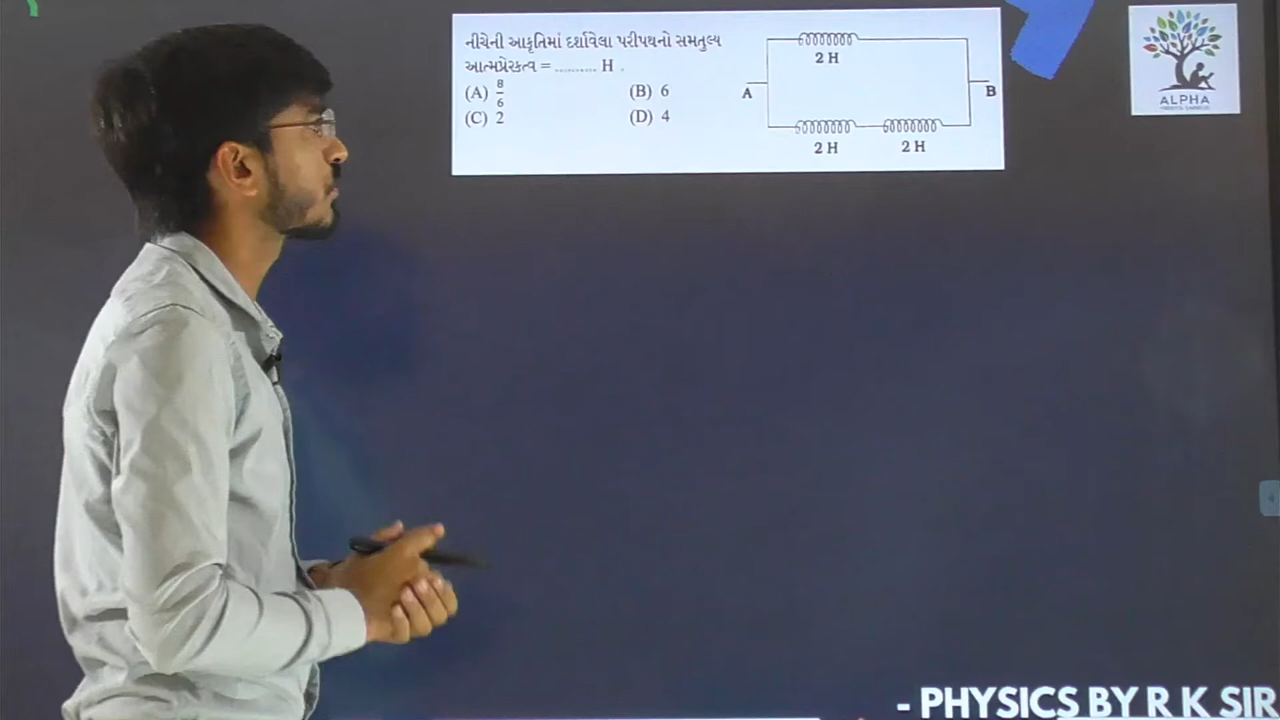 નીચેની આકૃતિમાં દર્શાવેલા પરીપથનો સમતુલ્ય
આત્મપ્રેરકત્વ = ......... H .
(A) 8/6
(B) 6
(C) 2
(D) 4
2 H
A
B
2 H
2 H
ALPHA
- PHYSICS BY R K SIR